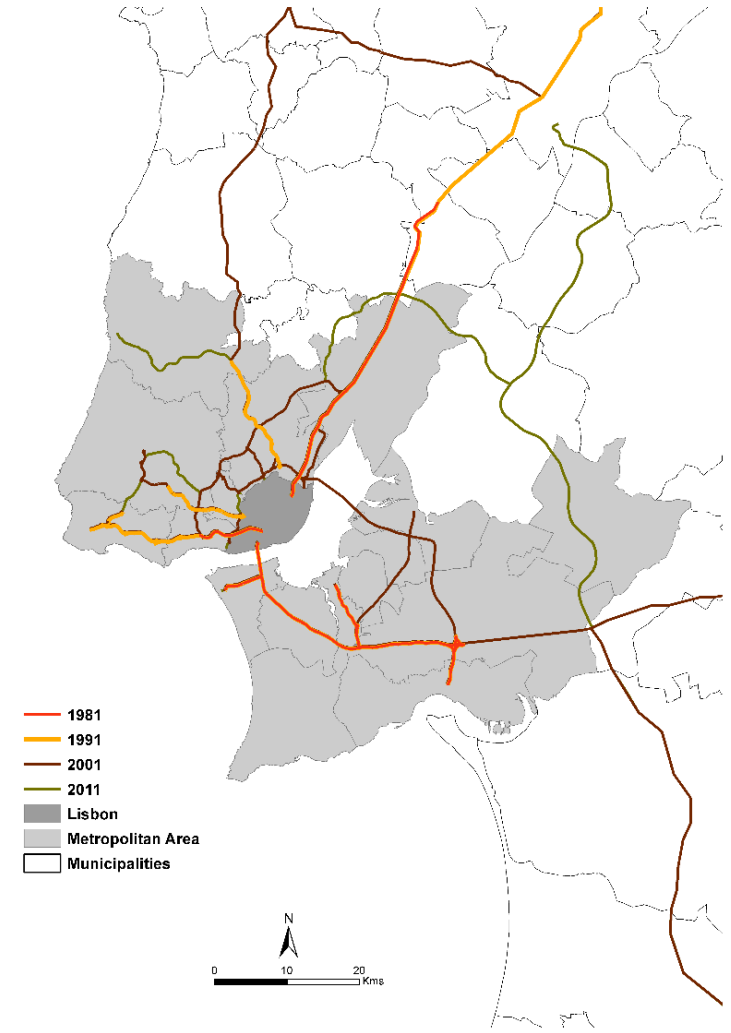 1981
1991
2001
2011
Lisbon
Metropolitan Area
Municipalities
N
0 10 20
Kms